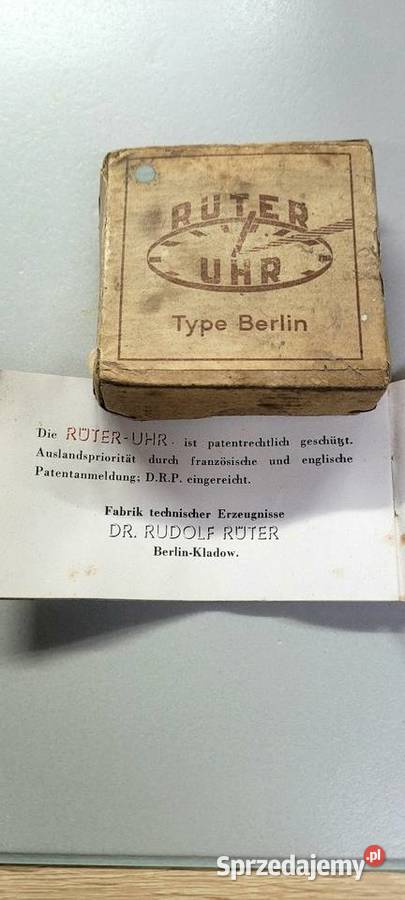 RÜTER
UHR
Type Berlin
Die RÜTER-UHR ist patentrechtlich geschützt.
Auslandspriorität durch französische und englische
Patentanmeldung; D.R.P. eingereicht.
Fabrik technischer Erzeugnisse
DR. RUDOLF RÜTER
Berlin-Kladow.
Sprzedajemy.pl